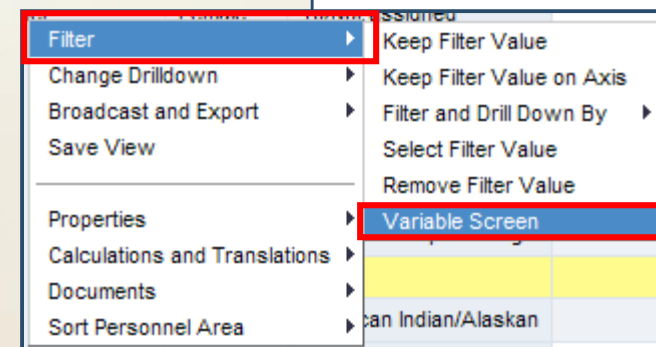 Filter
Change Drilldown
Broadcast and Export
Save View
Properties
Calculations and Translations
Documents
Sort Personnel Area
Keep Filter Value
Keep Filter Value on Axis
Filter and Drill Down By
Select Filter Value
Remove Filter Value
Variable Screen
can Indian/Alaskan